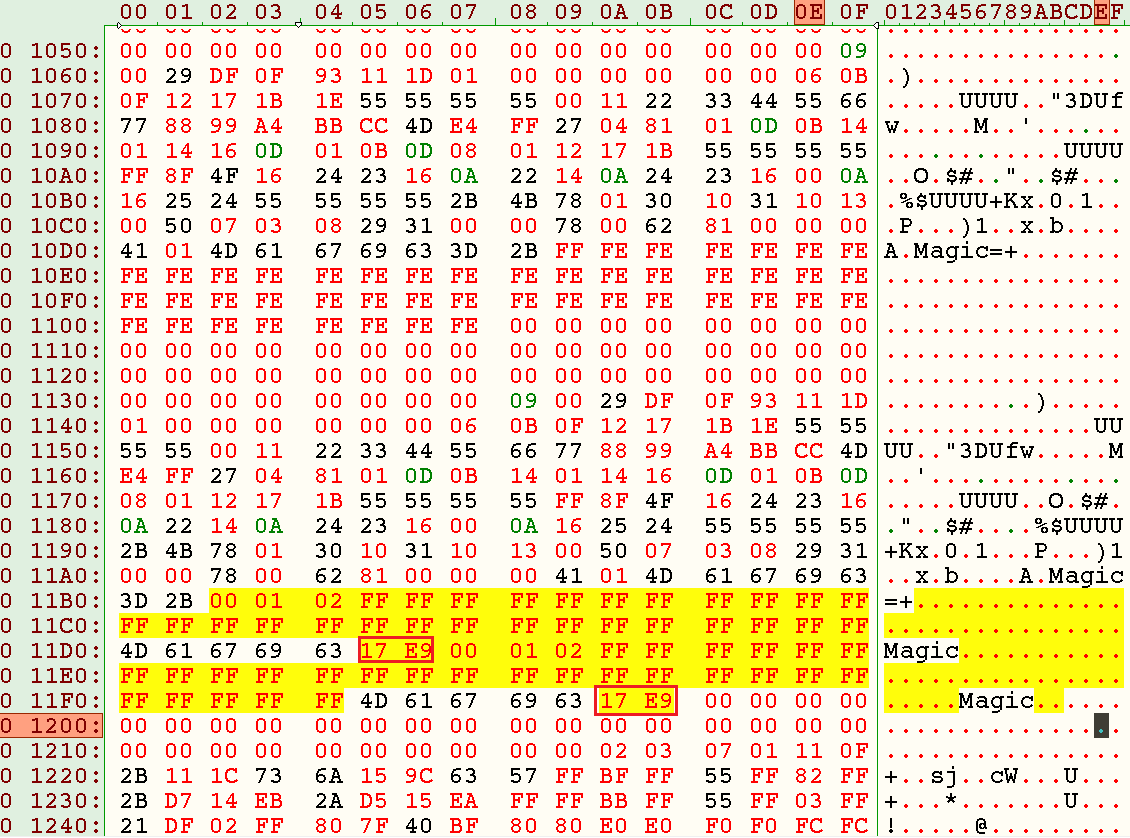 00 01 02 03 04 05 06 07 08 09 0A 0B 0C 0D 0E 0F 0123456789ABCDEF
0 1050: 00 00 00 00 00 00 00 00 00 00 00 00 00 00 00 09 ................
0 1060: 00 29 DF 0F 93 11 1D 01 00 00 00 00 00 00 06 0B .)..............
0 1070: 0F 12 17 1B 1E 55 55 55 55 00 11 22 33 44 55 66 .....UUUU.."3DUf
0 1080: 77 88 99 A4 BB CC 4D E4 FF 27 04 81 01 0D 0B 14 w.....M..'......
0 1090: 01 14 16 0D 01 0B 0D 08 01 12 17 1B 55 55 55 55 ............UUUU
0 10A0: FF 8F 4F 16 24 23 16 0A 22 14 0A 24 23 16 00 0A ..O.$#.."..$#...
0 10B0: 16 25 24 55 55 55 55 2B 4B 78 01 30 10 31 10 13 .%$UUUU+Kx.0.1..
0 10C0: 00 50 07 03 08 29 31 00 00 78 00 62 81 00 00 00 .P...)1..x.b....
0 10D0: 41 01 4D 61 67 69 63 3D 2B FF FE FE FE FE FE FE A.Magic=+.......
0 10E0: FE FE FE FE FE FE FE FE FE FE FE FE FE FE FE FE ................
0 10F0: FE FE FE FE FE FE FE FE FE FE FE FE FE FE FE FE ................
0 1100: FE FE FE FE FE FE FE FE 00 00 00 00 00 00 00 00 ................
0 1110: 00 00 00 00 00 00 00 00 00 00 00 00 00 00 00 00 ................
0 1120: 00 00 00 00 00 00 00 00 00 00 00 00 00 00 00 00 ................
0 1130: 00 00 00 00 00 00 00 00 09 00 29 DF 0F 93 11 1D ..........).....
0 1140: 01 00 00 00 00 00 00 06 0B 0F 12 17 1B 1E 55 55 ..............UU
0 1150: 55 55 00 11 22 33 44 55 66 77 88 99 A4 BB CC 4D UU.."3DUfw.....M
0 1160: E4 FF 27 04 81 01 0D 0B 14 01 14 16 0D 01 0B 0D ..'.............
0 1170: 08 01 12 17 1B 55 55 55 55 FF 8F 4F 16 24 23 16 .....UUUU..O.$#.
0 1180: 0A 22 14 0A 24 23 16 00 0A 16 25 24 55 55 55 55 ."..$#....%$UUUU
0 1190: 2B 4B 78 01 30 10 31 10 13 00 50 07 03 08 29 31 +Kx.0.1...P...)1
0 11A0: 00 00 78 00 62 81 00 00 00 41 01 4D 61 67 69 63 ..x.b....A.Magic
0 11B0: 3D 2B 00 01 02 FF FF FF FF FF FF FF FF FF FF FF =+..............
0 11C0: FF FF FF FF FF FF FF FF FF FF FF FF FF FF FF FF ................
0 11D0: 4D 61 67 69 63 17 E9 00 01 02 FF FF FF FF FF FF Magic...........
0 11E0: FF FF FF FF FF FF FF FF FF FF FF FF FF FF FF FF ................
0 11F0: FF FF FF FF FF 4D 61 67 69 63 17 E9 00 00 00 00 .....Magic......
0 1200: 00 00 00 00 00 00 00 00 00 00 00 00 00 00 00 00 ................
0 1210: 00 00 00 00 00 00 00 00 00 00 02 03 07 01 11 0F ................
0 1220: 2B 11 1C 73 6A 15 9C 63 57 FF BF FF 55 FF 82 FF +..sj..cW...U...
0 1230: 2B D7 14 EB 2A D5 15 EA FF FF BB FF 55 FF 03 FF +...*.......U...
0 1240: 21 DF 02 FF 80 7F 40 BF 80 80 E0 E0 F0 F0 FC FC !.....@.........